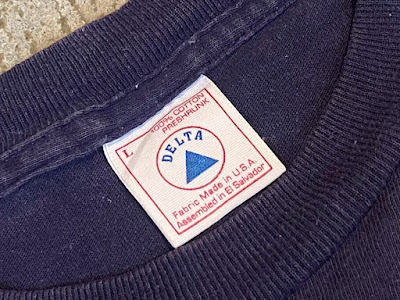 L
100% COTTON
PRESHRUNK
DELTA
Fabric Made in U.S.A.
Assembled in El Salvador